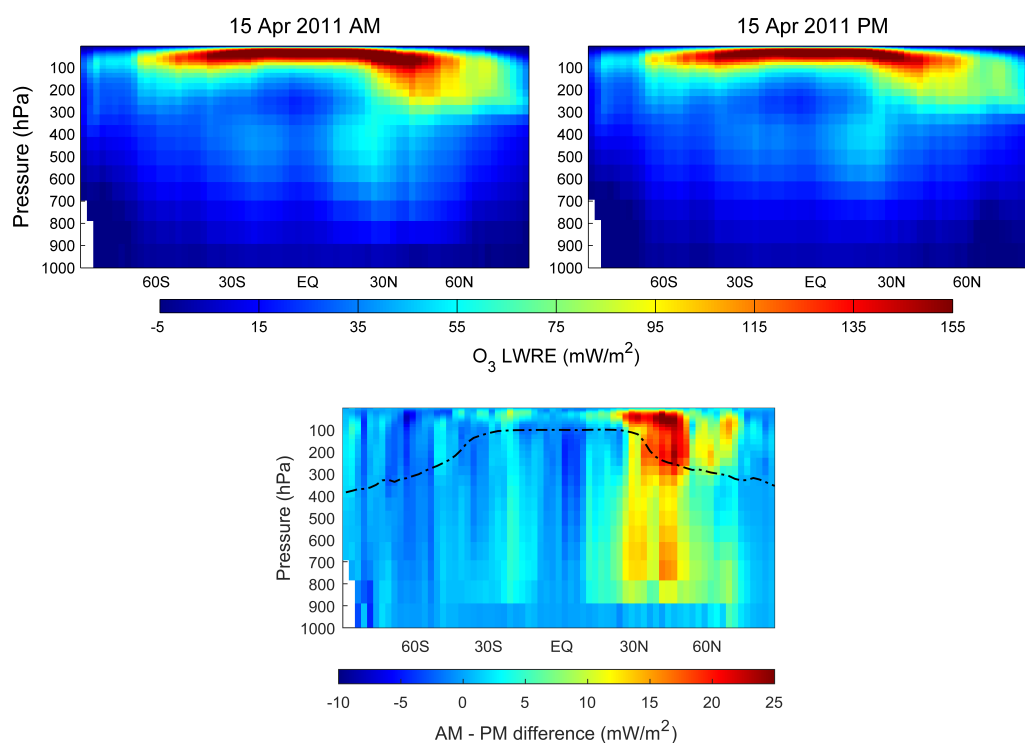 15 Apr 2011 AM
Pressure (hPa)
100
200
300
400
500
600
700
800
900
1000
60S 30S EQ 30N 60N
15 Apr 2011 PM
Pressure (hPa)
100
200
300
400
500
600
700
800
900
1000
60S 30S EQ 30N 60N
-5 15 35 55 75 95 115 135 155
O3 LWRE (mW/m2)
Pressure (hPa)
100
200
300
400
500
600
700
800
900
1000
60S 30S EQ 30N 60N
-10 -5 0 5 10 15 20 25
AM - PM difference (mW/m2)